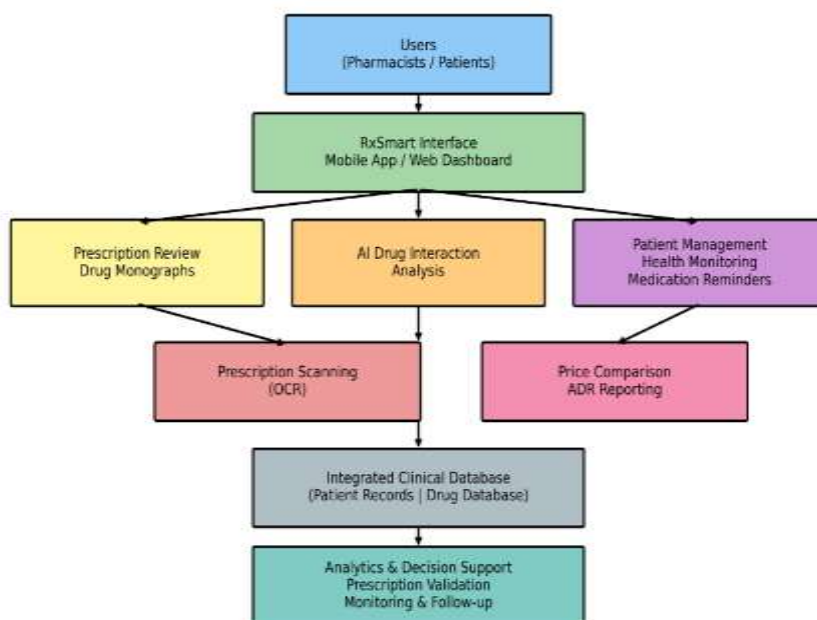 Users
(Pharmacists / Patients)
RxSmart Interface
Mobile App / Web Dashboard
Prescription Review
Drug Monographs
AI Drug Interaction
Analysis
Patient Management
Health Monitoring
Medication Reminders
Prescription Scanning
(OCR)
Price Comparison
ADR Reporting
Integrated Clinical Database
(Patient Records | Drug Database)
Analytics & Decision Support
Prescription Validation
Monitoring & Follow-up